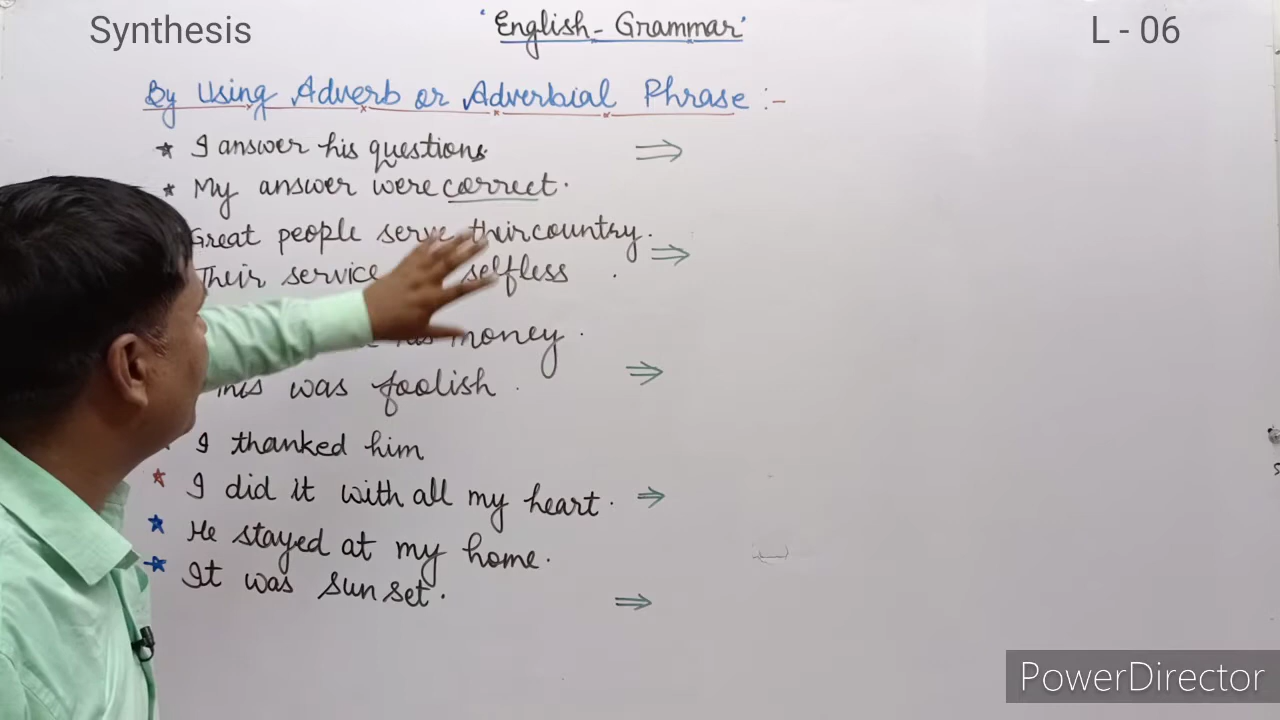 Synthesis
'English-Grammar'
L - 06
By Using Adverb or Adverbial Phrase :-
* I answer his questions ⇒
* My answer were correct.
Great people serve their country. ⇒
Their service selfless .
his money .
⇒
This was foolish .
I thanked him
* I did it with all my heart. ⇒
* He stayed at my home.
* It was sun set. ⇒
PowerDirector